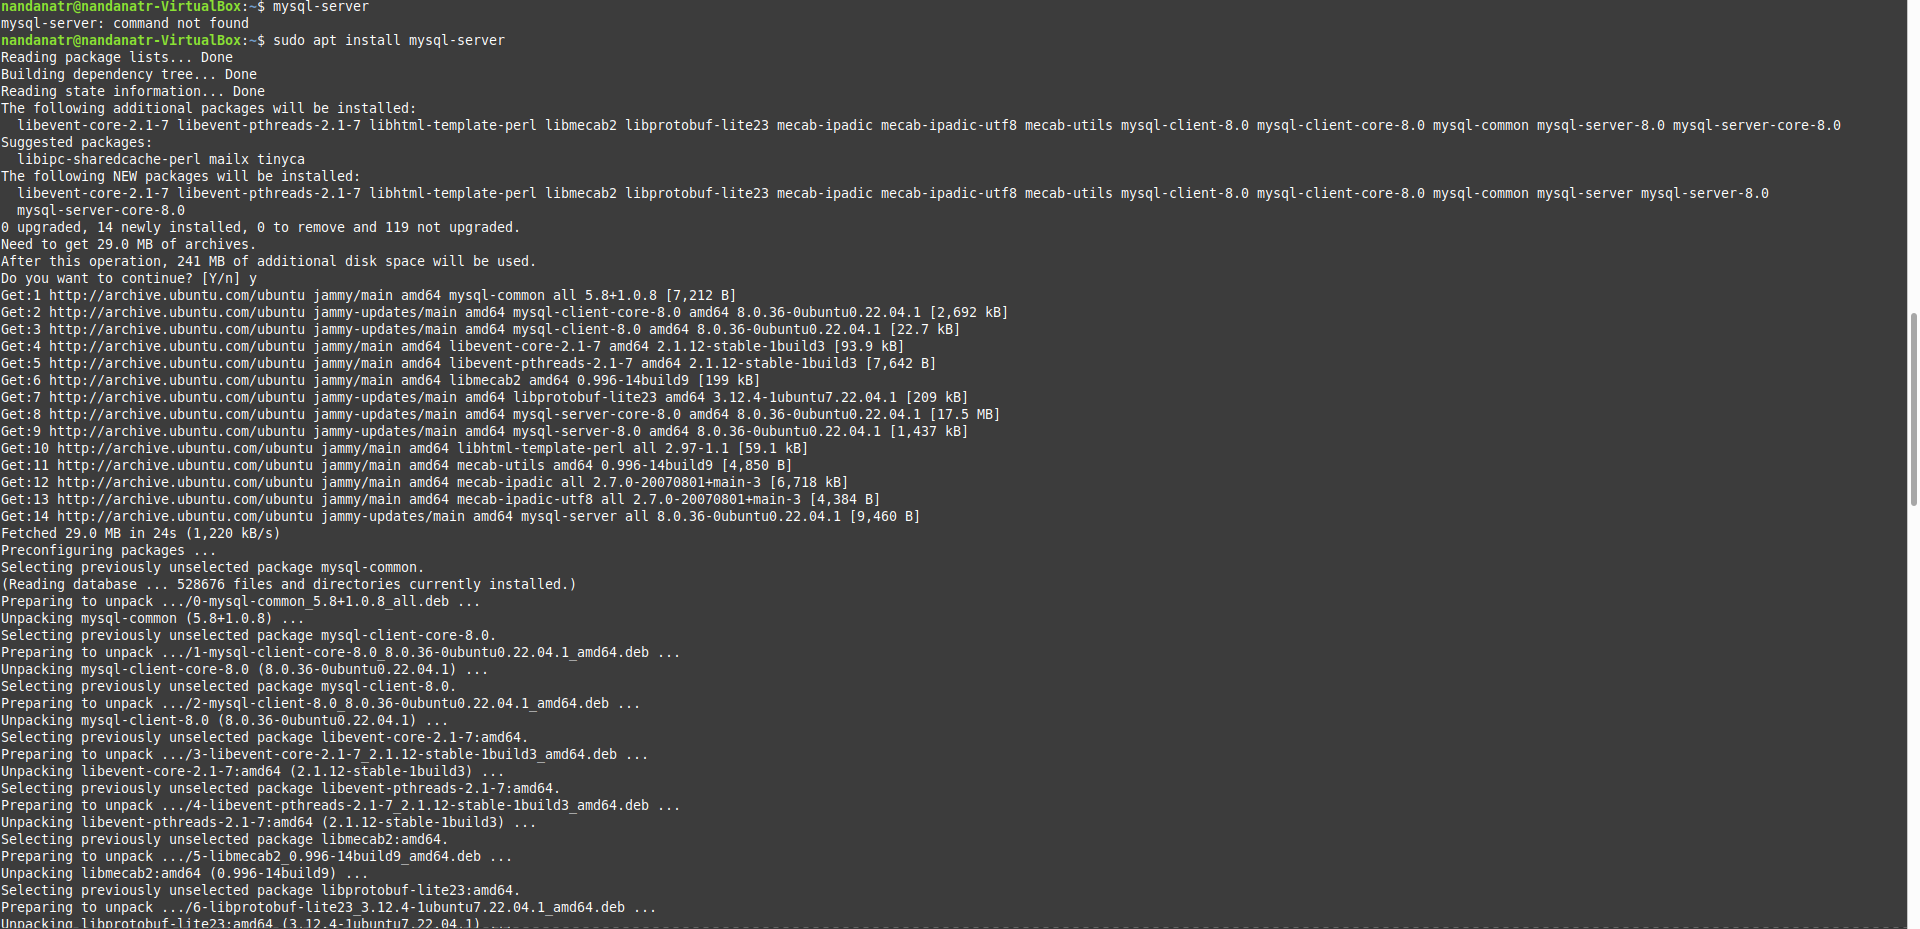 nandanatr@nandanatr-VirtualBox:~$ mysql-server
mysql-server: command not found
nandanatr@nandanatr-VirtualBox:~$ sudo apt install mysql-server
Reading package lists... Done
Building dependency tree... Done
Reading state information... Done
The following additional packages will be installed:
  libevent-core-2.1-7 libevent-pthreads-2.1-7 libhtml-template-perl libmecab2 libprotobuf-lite23 mecab-ipadic mecab-ipadic-utf8 mecab-utils mysql-client-8.0 mysql-client-core-8.0 mysql-common mysql-server-8.0 mysql-server-core-8.0
Suggested packages:
  libipc-sharedcache-perl mailx tinyca
The following NEW packages will be installed:
  libevent-core-2.1-7 libevent-pthreads-2.1-7 libhtml-template-perl libmecab2 libprotobuf-lite23 mecab-ipadic mecab-ipadic-utf8 mecab-utils mysql-client-8.0 mysql-client-core-8.0 mysql-common mysql-server mysql-server-8.0
  mysql-server-core-8.0
0 upgraded, 14 newly installed, 0 to remove and 119 not upgraded.
Need to get 29.0 MB of archives.
After this operation, 241 MB of additional disk space will be used.
Do you want to continue? [Y/n] y
Get:1 http://archive.ubuntu.com/ubuntu jammy/main amd64 mysql-common all 5.8+1.0.8 [7,212 B]
Get:2 http://archive.ubuntu.com/ubuntu jammy-updates/main amd64 mysql-client-core-8.0 amd64 8.0.36-0ubuntu0.22.04.1 [2,692 kB]
Get:3 http://archive.ubuntu.com/ubuntu jammy-updates/main amd64 mysql-client-8.0 amd64 8.0.36-0ubuntu0.22.04.1 [22.7 kB]
Get:4 http://archive.ubuntu.com/ubuntu jammy/main amd64 libevent-core-2.1-7 amd64 2.1.12-stable-1build3 [93.9 kB]
Get:5 http://archive.ubuntu.com/ubuntu jammy/main amd64 libevent-pthreads-2.1-7 amd64 2.1.12-stable-1build3 [7,642 B]
Get:6 http://archive.ubuntu.com/ubuntu jammy/main amd64 libmecab2 amd64 0.996-14build9 [199 kB]
Get:7 http://archive.ubuntu.com/ubuntu jammy-updates/main amd64 libprotobuf-lite23 amd64 3.12.4-1ubuntu7.22.04.1 [209 kB]
Get:8 http://archive.ubuntu.com/ubuntu jammy-updates/main amd64 mysql-server-core-8.0 amd64 8.0.36-0ubuntu0.22.04.1 [17.5 MB]
Get:9 http://archive.ubuntu.com/ubuntu jammy-updates/main amd64 mysql-server-8.0 amd64 8.0.36-0ubuntu0.22.04.1 [1,437 kB]
Get:10 http://archive.ubuntu.com/ubuntu jammy/main amd64 libhtml-template-perl all 2.97-1.1 [59.1 kB]
Get:11 http://archive.ubuntu.com/ubuntu jammy/main amd64 mecab-utils amd64 0.996-14build9 [4,850 B]
Get:12 http://archive.ubuntu.com/ubuntu jammy/main amd64 mecab-ipadic all 2.7.0-20070801+main-3 [6,718 kB]
Get:13 http://archive.ubuntu.com/ubuntu jammy/main amd64 mecab-ipadic-utf8 all 2.7.0-20070801+main-3 [4,384 B]
Get:14 http://archive.ubuntu.com/ubuntu jammy-updates/main amd64 mysql-server all 8.0.36-0ubuntu0.22.04.1 [9,460 B]
Fetched 29.0 MB in 24s (1,220 kB/s)
Preconfiguring packages ...
Selecting previously unselected package mysql-common.
(Reading database ... 528676 files and directories currently installed.)
Preparing to unpack .../0-mysql-common_5.8+1.0.8_all.deb ...
Unpacking mysql-common (5.8+1.0.8) ...
Selecting previously unselected package mysql-client-core-8.0.
Preparing to unpack .../1-mysql-client-core-8.0_8.0.36-0ubuntu0.22.04.1_amd64.deb ...
Unpacking mysql-client-core-8.0 (8.0.36-0ubuntu0.22.04.1) ...
Selecting previously unselected package mysql-client-8.0.
Preparing to unpack .../2-mysql-client-8.0_8.0.36-0ubuntu0.22.04.1_amd64.deb ...
Unpacking mysql-client-8.0 (8.0.36-0ubuntu0.22.04.1) ...
Selecting previously unselected package libevent-core-2.1-7:amd64.
Preparing to unpack .../3-libevent-core-2.1-7_2.1.12-stable-1build3_amd64.deb ...
Unpacking libevent-core-2.1-7:amd64 (2.1.12-stable-1build3) ...
Selecting previously unselected package libevent-pthreads-2.1-7:amd64.
Preparing to unpack .../4-libevent-pthreads-2.1-7_2.1.12-stable-1build3_amd64.deb ...
Unpacking libevent-pthreads-2.1-7:amd64 (2.1.12-stable-1build3) ...
Selecting previously unselected package libmecab2:amd64.
Preparing to unpack .../5-libmecab2_0.996-14build9_amd64.deb ...
Unpacking libmecab2:amd64 (0.996-14build9) ...
Selecting previously unselected package libprotobuf-lite23:amd64.
Preparing to unpack .../6-libprotobuf-lite23_3.12.4-1ubuntu7.22.04.1_amd64.deb ...
Unpacking libprotobuf-lite23:amd64 (3.12.4-1ubuntu7.22.04.1) ...